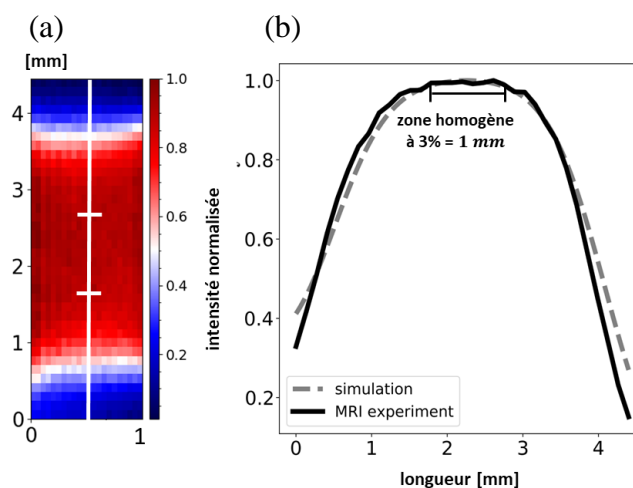 (a)
[mm]
4
3
2
1
0
0
1
1.0
0.8
0.6
0.4
0.2
intensité normalisée
(b)
1.0
0.8
0.6
0.4
0.2
zone homogène
à 3% = 1 mm
simulation
MRI experiment
0
1
2
3
4
longueur [mm]